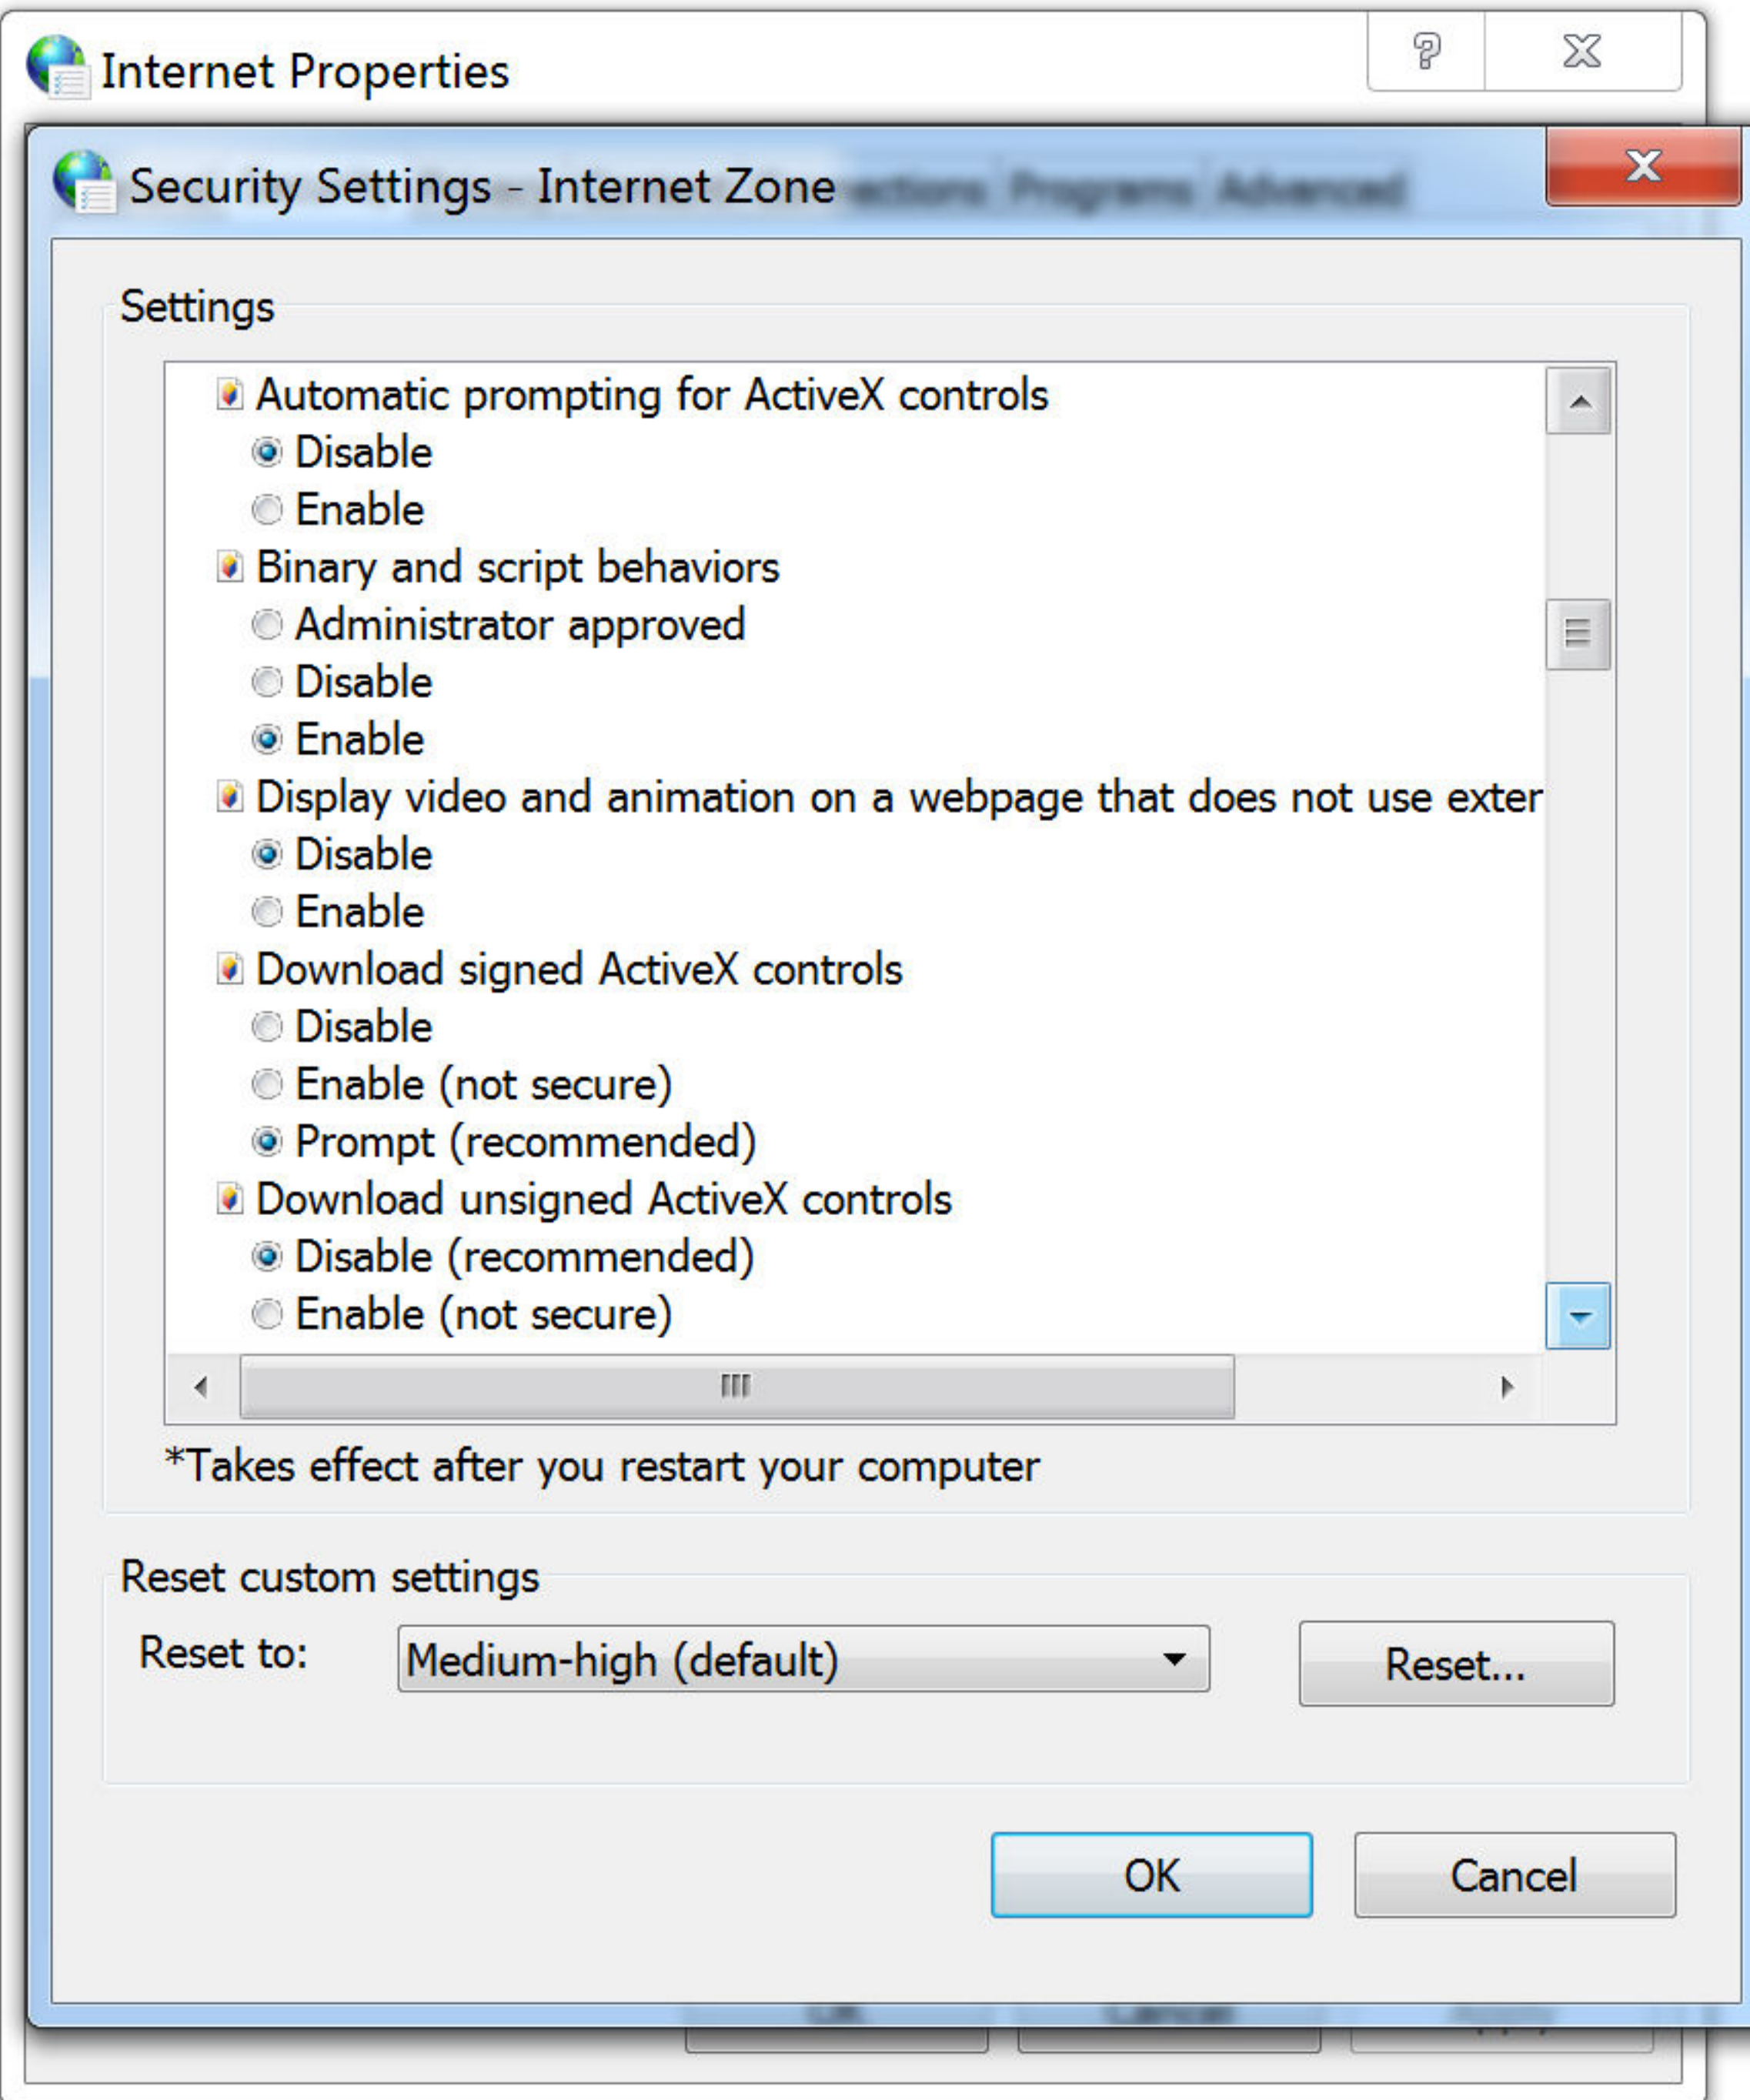 Internet Properties
Security Settings - Internet Zone
Programs Advanced
Settings
Automatic prompting for ActiveX controls
Disable
Enable
Binary and script behaviors
Administrator approved
Disable
Enable
Display video and animation on a webpage that does not use exter
Disable
Enable
Download signed ActiveX controls
Disable
Enable (not secure)
Prompt (recommended)
Download unsigned ActiveX controls
Disable (recommended)
Enable (not secure)
*Takes effect after you restart your computer
Reset custom settings
Reset to:
Medium-high (default)
Reset...
OK
Cancel